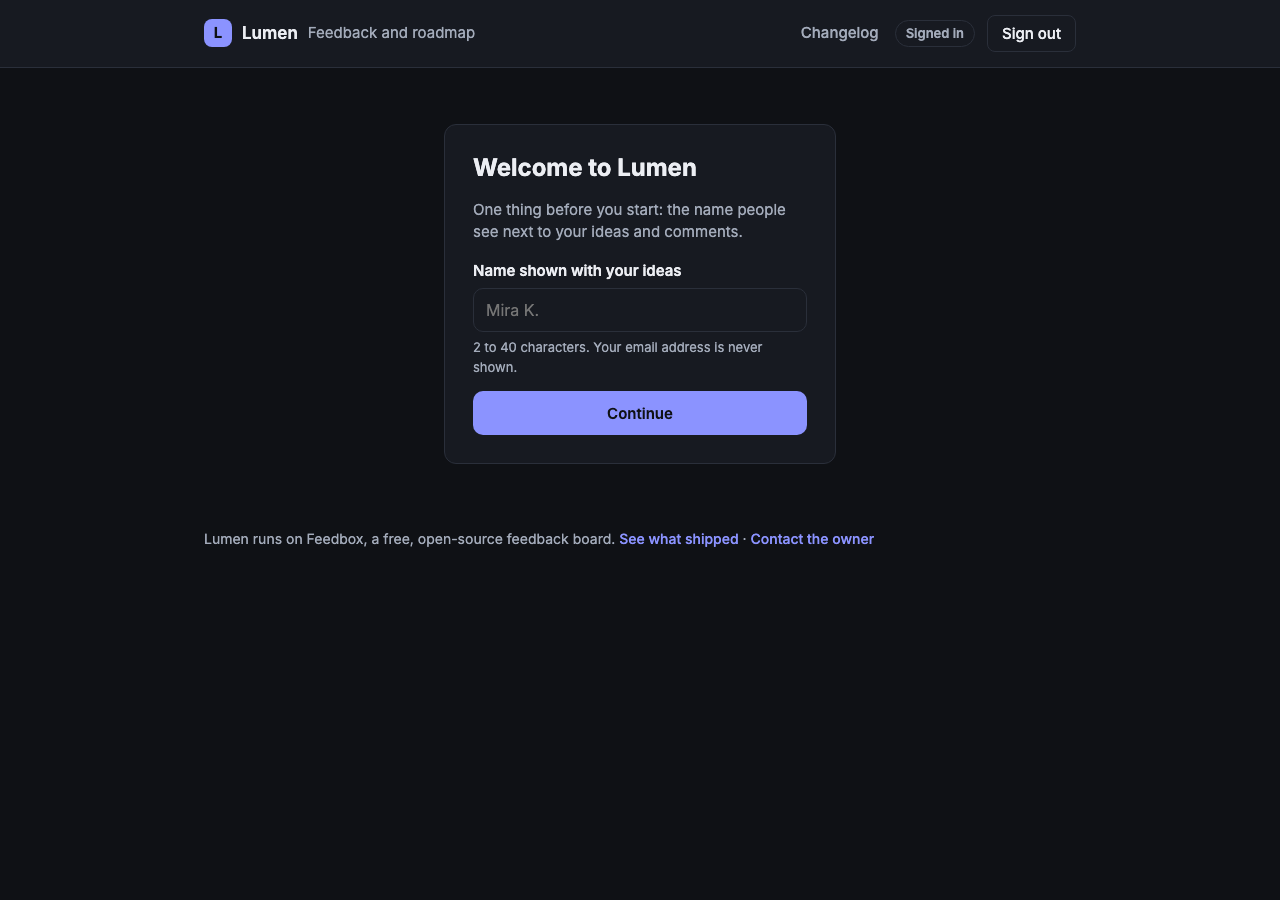 L Lumen Feedback and roadmap Changelog Signed in Sign out
Welcome to Lumen
One thing before you start: the name people
see next to your ideas and comments.
Name shown with your ideas
Mira K.
2 to 40 characters. Your email address is never
shown.
Continue
Lumen runs on Feedbox, a free, open-source feedback board. See what shipped · Contact the owner